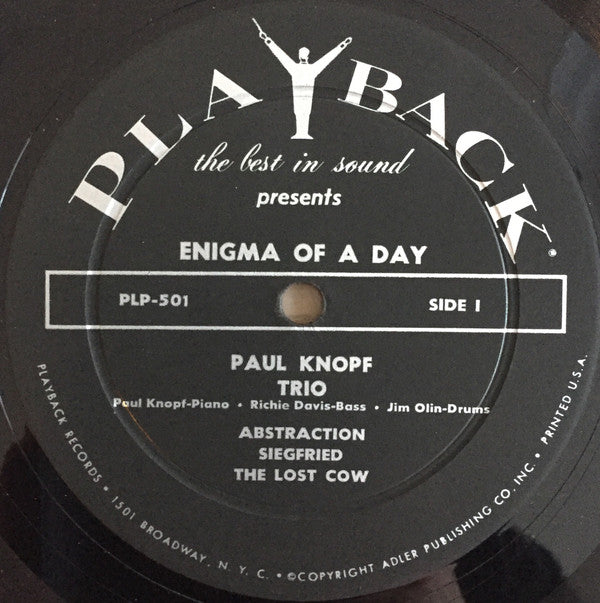 PLAYBACK
the best in sound
presents
ENIGMA OF A DAY
PLP-501 SIDE 1
PAUL KNOPF
TRIO
Paul Knopf-Piano • Richie Davis-Bass • Jim Olin-Drums
ABSTRACTION
SIEGFRIED
THE LOST COW
PLAYBACK RECORDS • 1501 BROADWAY, N. Y. C. • ©COPYRIGHT ADLER PUBLISHING CO. INC. • PRINTED U.S.A.